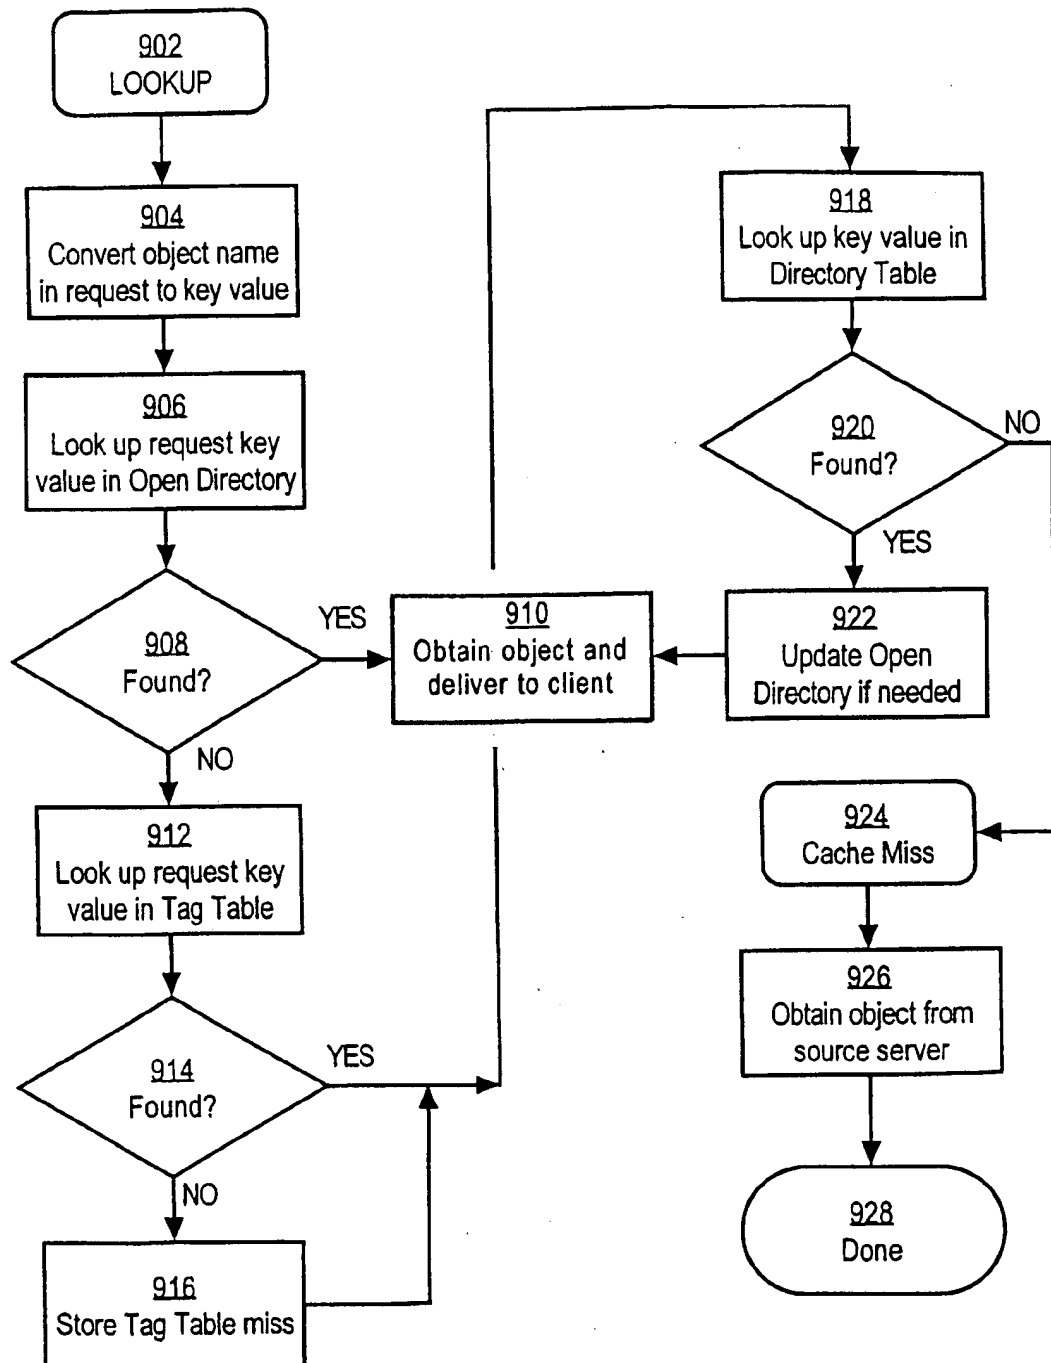 902
LOOKUP
904
Convert object name
in request to key value
906
Look up request key
value in Open Directory
908
Found?
YES
NO
910
Obtain object and
deliver to client
912
Look up request key
value in Tag Table
914
Found?
YES
NO
916
Store Tag Table miss
918
Look up key value in
Directory Table
920
Found?
NO
YES
922
Update Open
Directory if needed
924
Cache Miss
926
Obtain object from
source server
928
Done